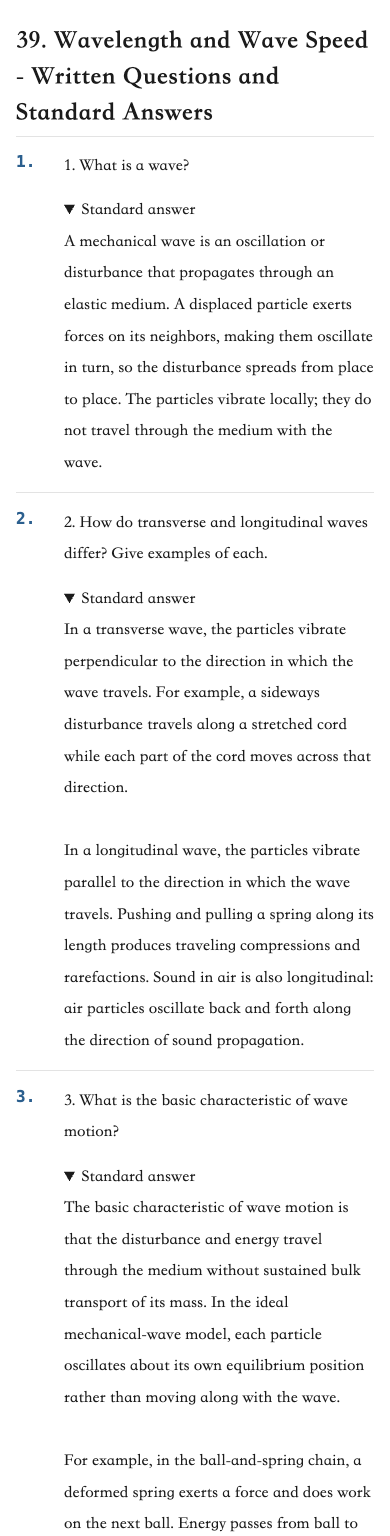 39. Wavelength and Wave Speed
- Written Questions and
Standard Answers
1.
1. What is a wave?
▼ Standard answer
A mechanical wave is an oscillation or
disturbance that propagates through an
elastic medium. A displaced particle exerts
forces on its neighbors, making them oscillate
in turn, so the disturbance spreads from place
to place. The particles vibrate locally; they do
not travel through the medium with the
wave.
2.
2. How do transverse and longitudinal waves
differ? Give examples of each.
▼ Standard answer
In a transverse wave, the particles vibrate
perpendicular to the direction in which the
wave travels. For example, a sideways
disturbance travels along a stretched cord
while each part of the cord moves across that
direction.
In a longitudinal wave, the particles vibrate
parallel to the direction in which the wave
travels. Pushing and pulling a spring along its
length produces traveling compressions and
rarefactions. Sound in air is also longitudinal:
air particles oscillate back and forth along
the direction of sound propagation.
3.
3. What is the basic characteristic of wave
motion?
▼ Standard answer
The basic characteristic of wave motion is
that the disturbance and energy travel
through the medium without sustained bulk
transport of its mass. In the ideal
mechanical-wave model, each particle
oscillates about its own equilibrium position
rather than moving along with the wave.
For example, in the ball-and-spring chain, a
deformed spring exerts a force and does work
on the next ball. Energy passes from ball to